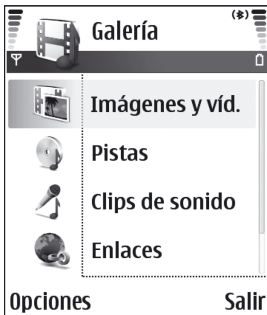 Galería
Imágenes y víd.
Pistas
Clips de sonido
Enlaces
Opciones
Salir